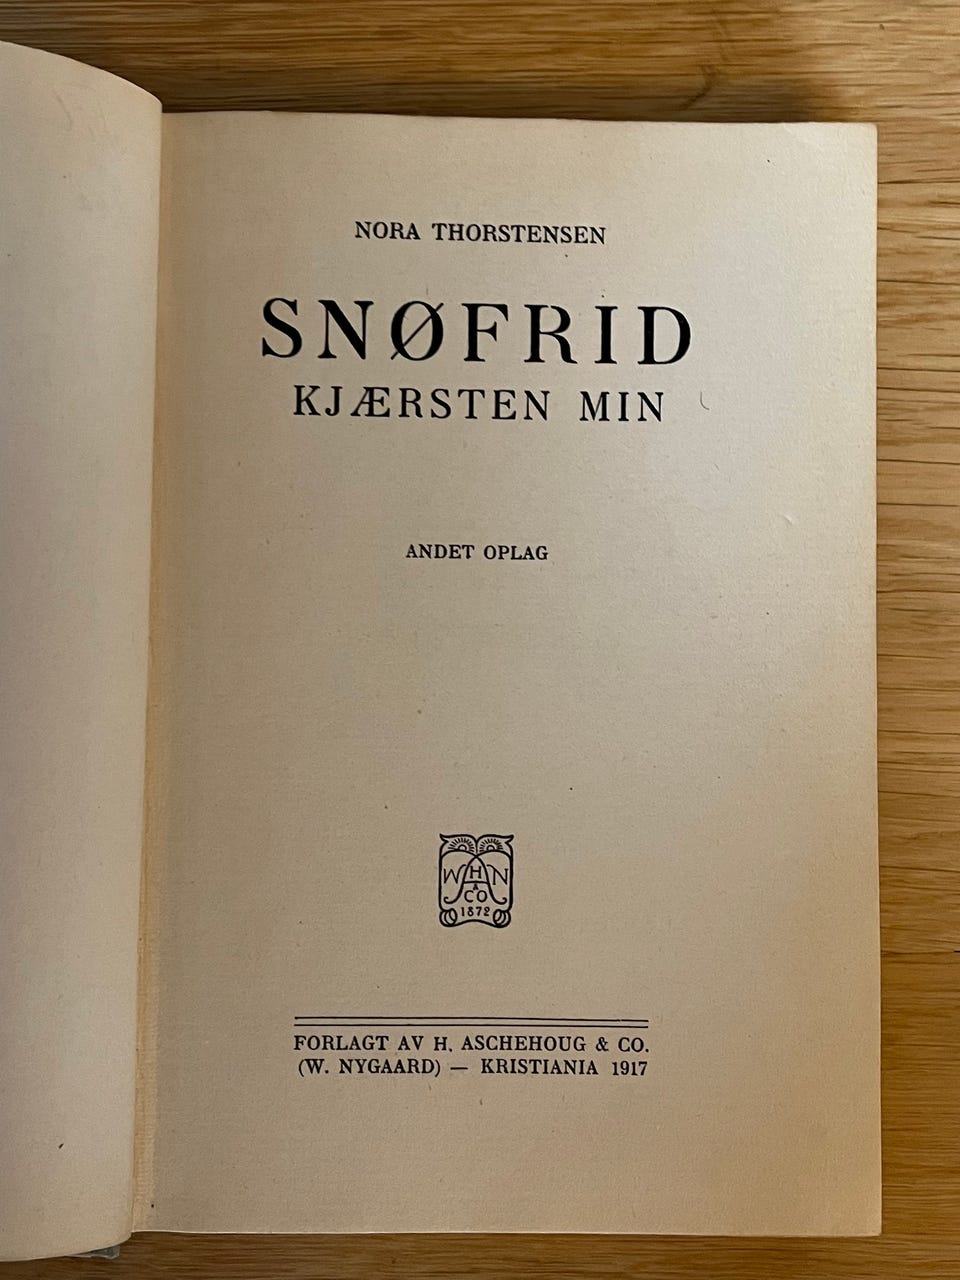 NORA THORSTENSEN
SNØFRID
KJÆRSTEN MIN
ANDET OPLAG
W H N
& CO
1872
FORLAGT AV H. ASCHEHOUG & CO.
(W. NYGAARD) — KRISTIANIA 1917